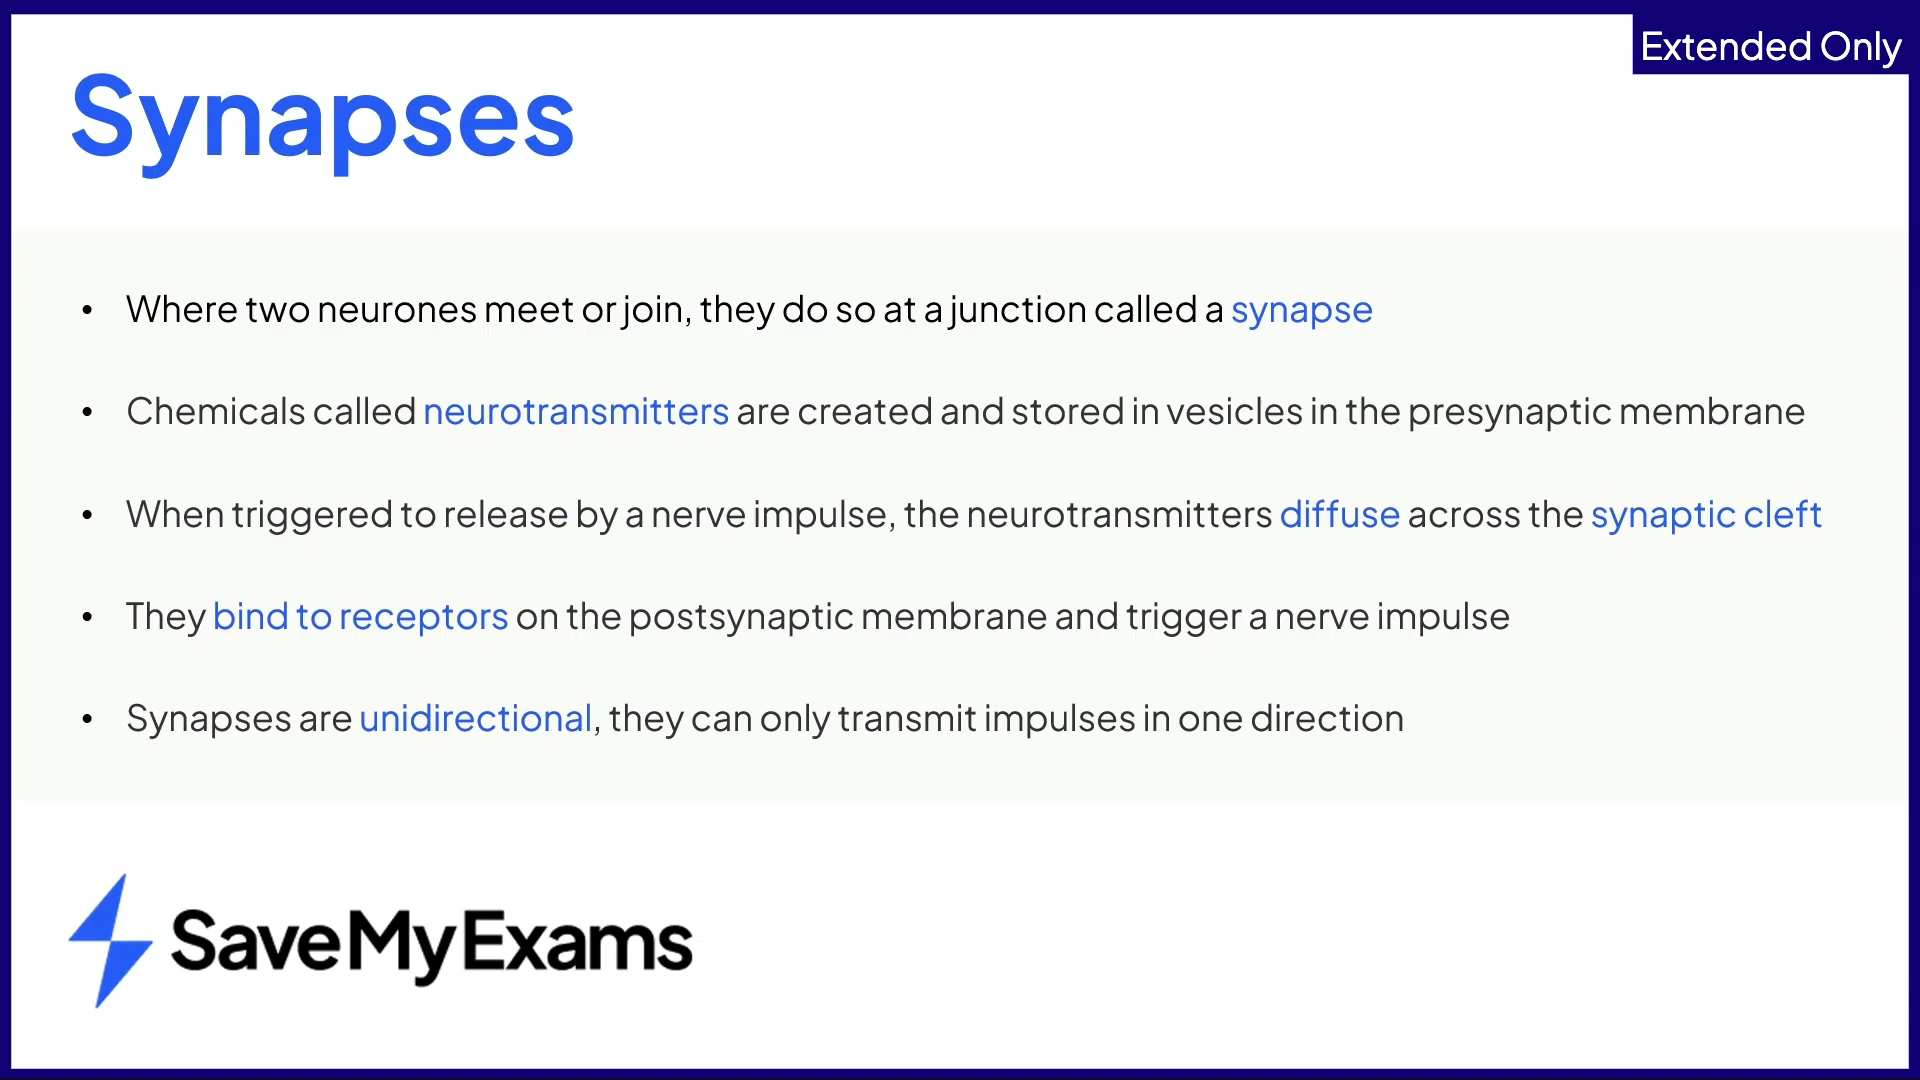 Extended Only
Synapses
• Where two neurones meet or join, they do so at a junction called a synapse
• Chemicals called neurotransmitters are created and stored in vesicles in the presynaptic membrane
• When triggered to release by a nerve impulse, the neurotransmitters diffuse across the synaptic cleft
• They bind to receptors on the postsynaptic membrane and trigger a nerve impulse
• Synapses are unidirectional, they can only transmit impulses in one direction
SaveMyExams